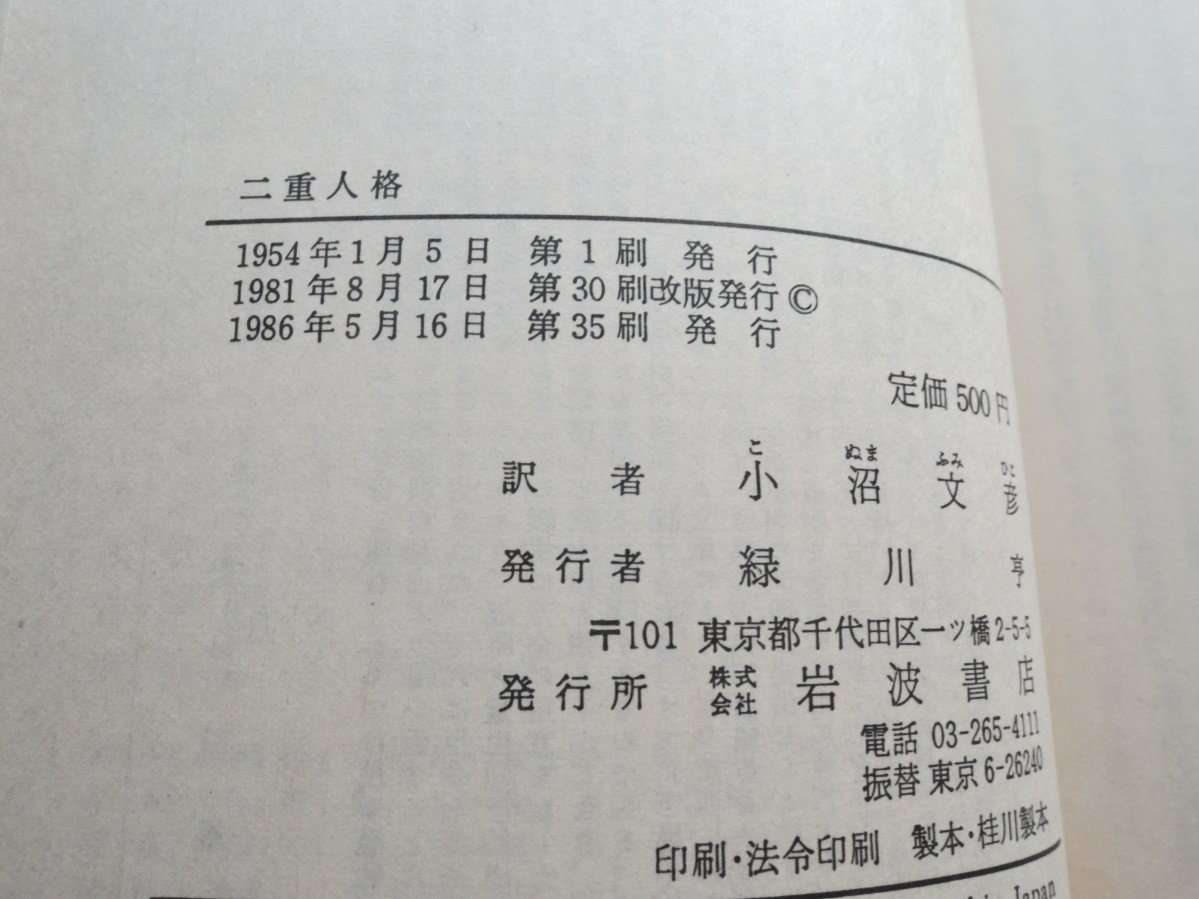 二重人格
1954年1月5日 第1刷発行
1981年8月17日 第30刷改版発行©
1986年5月16日 第35刷発行
定価500円
訳者 小沼文彦
こ ぬま ふみ ひこ
発行者 緑川亨
〒101 東京都千代田区一ツ橋2-5-5
発行所 株式会社 岩波書店
電話 03-265-4111
振替 東京6-26240
印刷・法令印刷 製本・桂川製本
Japan